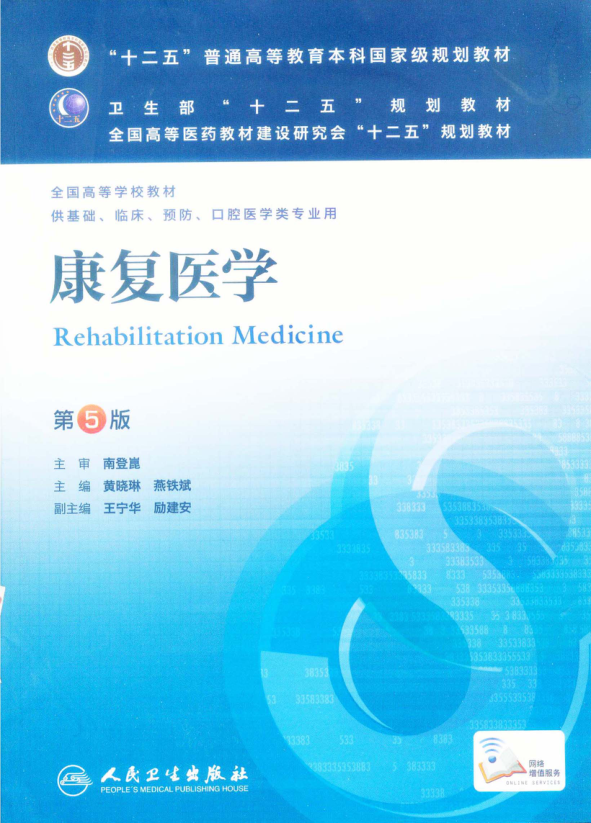 “十二五”普通高等教育本科国家级规划教材
十二五
卫生部“十二五”规划教材
全国高等医药教材建设研究会“十二五”规划教材
全国高等学校教材
供基础、临床、预防、口腔医学类专业用
康复医学
Rehabilitation Medicine
第5版
主 审 南登崑
主 编 黄晓琳 燕铁斌
副主编 王宁华 励建安
人民卫生出版社
PEOPLE'S MEDICAL PUBLISHING HOUSE
网络
增值服务
ONLINE SERVICES